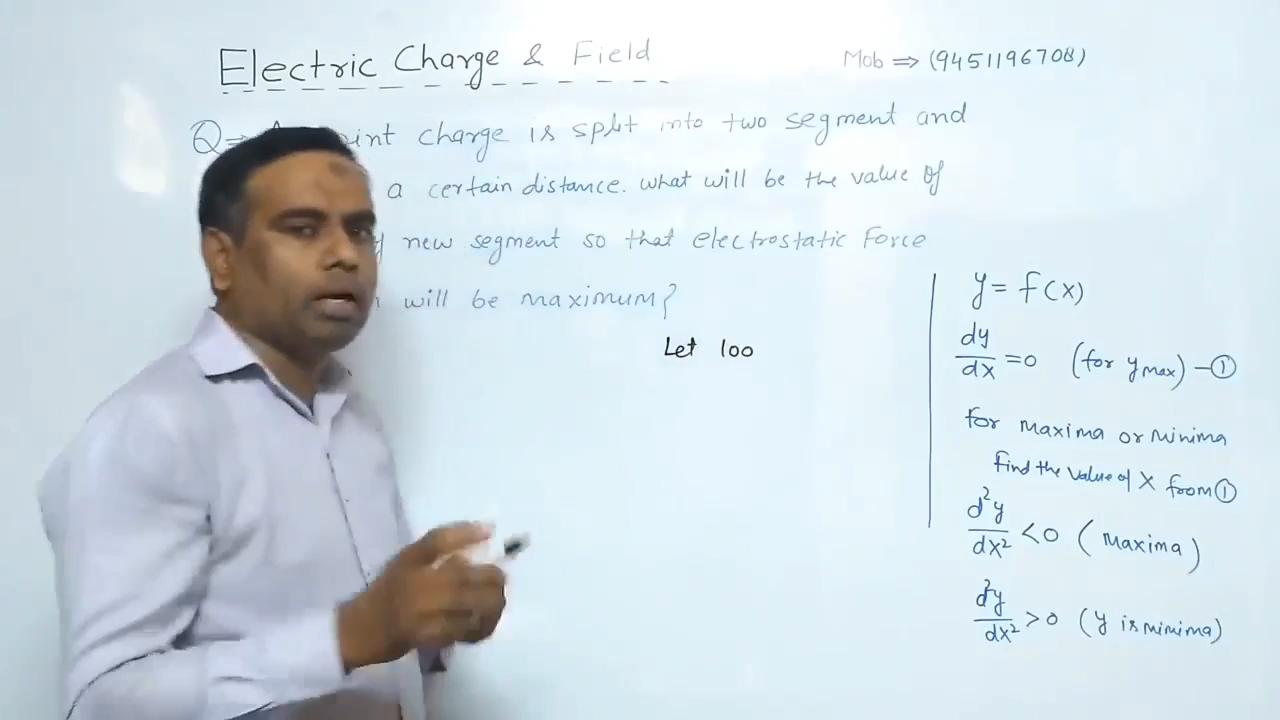 Electric Charge & Field
Mob ⇒ (9451196708)
Q→ charge is split into two segment and
a certain distance. what will be the value of
new segment so that electrostatic Force
will be maximum?
Let 100
y = f(x)
dy/dx = 0 (for ymax) —①
For maxima or minima
Find the value of x from ①
d²y/dx² < 0 (maxima)
d²y/dx² > 0 (y is minima)